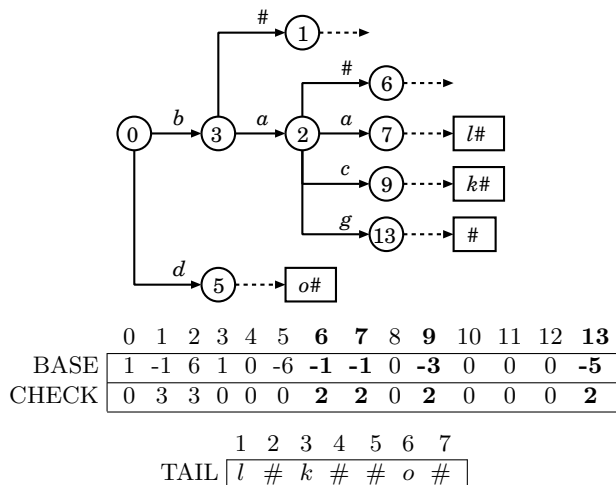 #
1
#
6
0
b
3
a
2
a
7
l#
c
9
k#
g
13
#
d
5
o#
0 1 2 3 4 5 6 7 8 9 10 11 12 13
BASE 1 -1 6 1 0 -6 -1 -1 0 -3 0 0 0 -5
CHECK 0 3 3 0 0 0 2 2 0 2 0 0 0 2
1 2 3 4 5 6 7
TAIL l # k # # o #